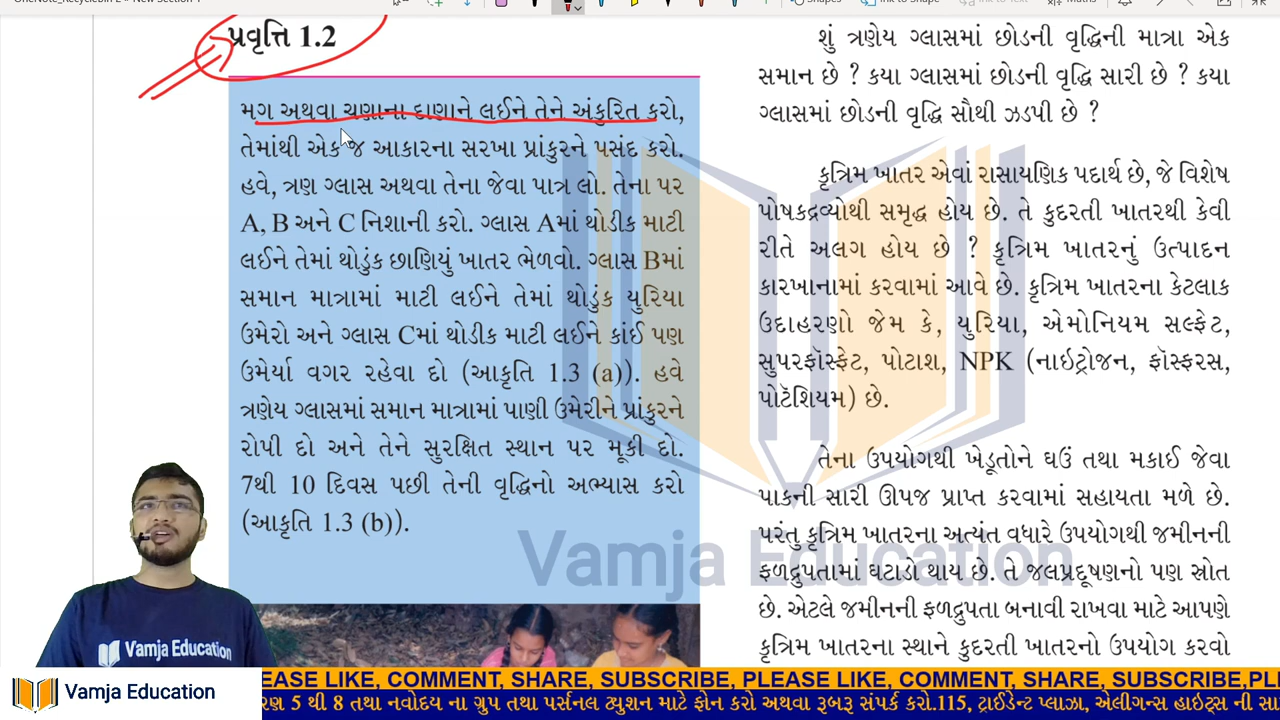 પ્રવૃત્તિ 1.2
મગ અથવા ચણાના દાણાને લઈને તેને અંકુરિત કરો,
તેમાંથી એક જ આકારના સરખા પ્રાંકુરને પસંદ કરો.
હવે, ત્રણ ગ્લાસ અથવા તેના જેવા પાત્ર લો. તેના પર
A, B અને C નિશાની કરો. ગ્લાસ Aમાં થોડીક માટી
લઈને તેમાં થોડુંક છાણિયું ખાતર ભેળવો. ગ્લાસ Bમાં
સમાન માત્રામાં માટી લઈને તેમાં થોડુંક યુરિયા
ઉમેરો અને ગ્લાસ Cમાં થોડીક માટી લઈને કાંઈ પણ
ઉમેર્યા વગર રહેવા દો (આકૃતિ 1.3 (a)). હવે
ત્રણેય ગ્લાસમાં સમાન માત્રામાં પાણી ઉમેરીને પ્રાંકુરને
રોપી દો અને તેને સુરક્ષિત સ્થાન પર મૂકી દો.
7થી 10 દિવસ પછી તેની વૃદ્ધિનો અભ્યાસ કરો
(આકૃતિ 1.3 (b)).
શું ત્રણેય ગ્લાસમાં છોડની વૃદ્ધિની માત્રા એક
સમાન છે ? કયા ગ્લાસમાં છોડની વૃદ્ધિ સારી છે ? કયા
ગ્લાસમાં છોડની વૃદ્ધિ સૌથી ઝડપી છે ?
કૃત્રિમ ખાતર એવાં રાસાયણિક પદાર્થ છે, જે વિશેષ
પોષકદ્રવ્યોથી સમૃદ્ધ હોય છે. તે કુદરતી ખાતરથી કેવી
રીતે અલગ હોય છે ? કૃત્રિમ ખાતરનું ઉત્પાદન
કારખાનામાં કરવામાં આવે છે. કૃત્રિમ ખાતરના કેટલાક
ઉદાહરણો જેમ કે, યુરિયા, એમોનિયમ સલ્ફેટ,
સુપરફૉસ્ફેટ, પોટાશ, NPK (નાઇટ્રોજન, ફૉસ્ફરસ,
પોટૅશિયમ) છે.
તેના ઉપયોગથી ખેડૂતોને ઘઉં તથા મકાઈ જેવા
પાકની સારી ઊપજ પ્રાપ્ત કરવામાં સહાયતા મળે છે.
પરંતુ કૃત્રિમ ખાતરના અત્યંત વધારે ઉપયોગથી જમીનની
ફળદ્રુપતામાં ઘટાડો થાય છે. તે જલપ્રદૂષણનો પણ સ્રોત
છે. એટલે જમીનની ફળદ્રુપતા બનાવી રાખવા માટે આપણે
કૃત્રિમ ખાતરના સ્થાને કુદરતી ખાતરનો ઉપયોગ કરવો
Vamja Education
Vamja Education
Vamja Education
EASE LIKE, COMMENT, SHARE, SUBSCRIBE, PLEASE LIKE, COMMENT, SHARE, SUBSCRIBE,PL
રણ 5 થી 8 તથા નવોદય ના ગ્રુપ તથા પર્સનલ ટ્યુશન માટે ફોન કરો અથવા રૂબરૂ સંપર્ક કરો.115, ટ્રાઈડન્ટ પ્લાઝા, એલીગન્સ હાઇટ્સ ની સા